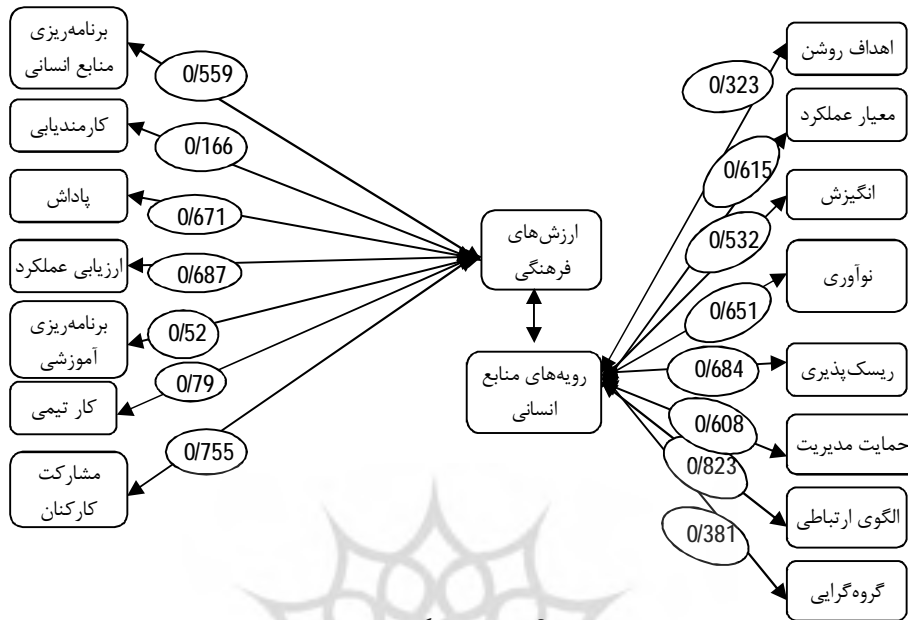 برنامه‌ریزی
منابع انسانی
کارمندیابی
پاداش
ارزیابی عملکرد
برنامه‌ریزی
آموزشی
کار تیمی
مشارکت
کارکنان
0/559
0/166
0/671
0/687
0/52
0/79
0/755
ارزش‌های
فرهنگی
رویه‌های منابع
انسانی
0/323
0/615
0/532
0/651
0/684
0/608
0/823
0/381
اهداف روشن
معیار عملکرد
انگیزش
نوآوری
ریسک‌پذیری
حمایت مدیریت
الگوی ارتباطی
گروه‌گرایی